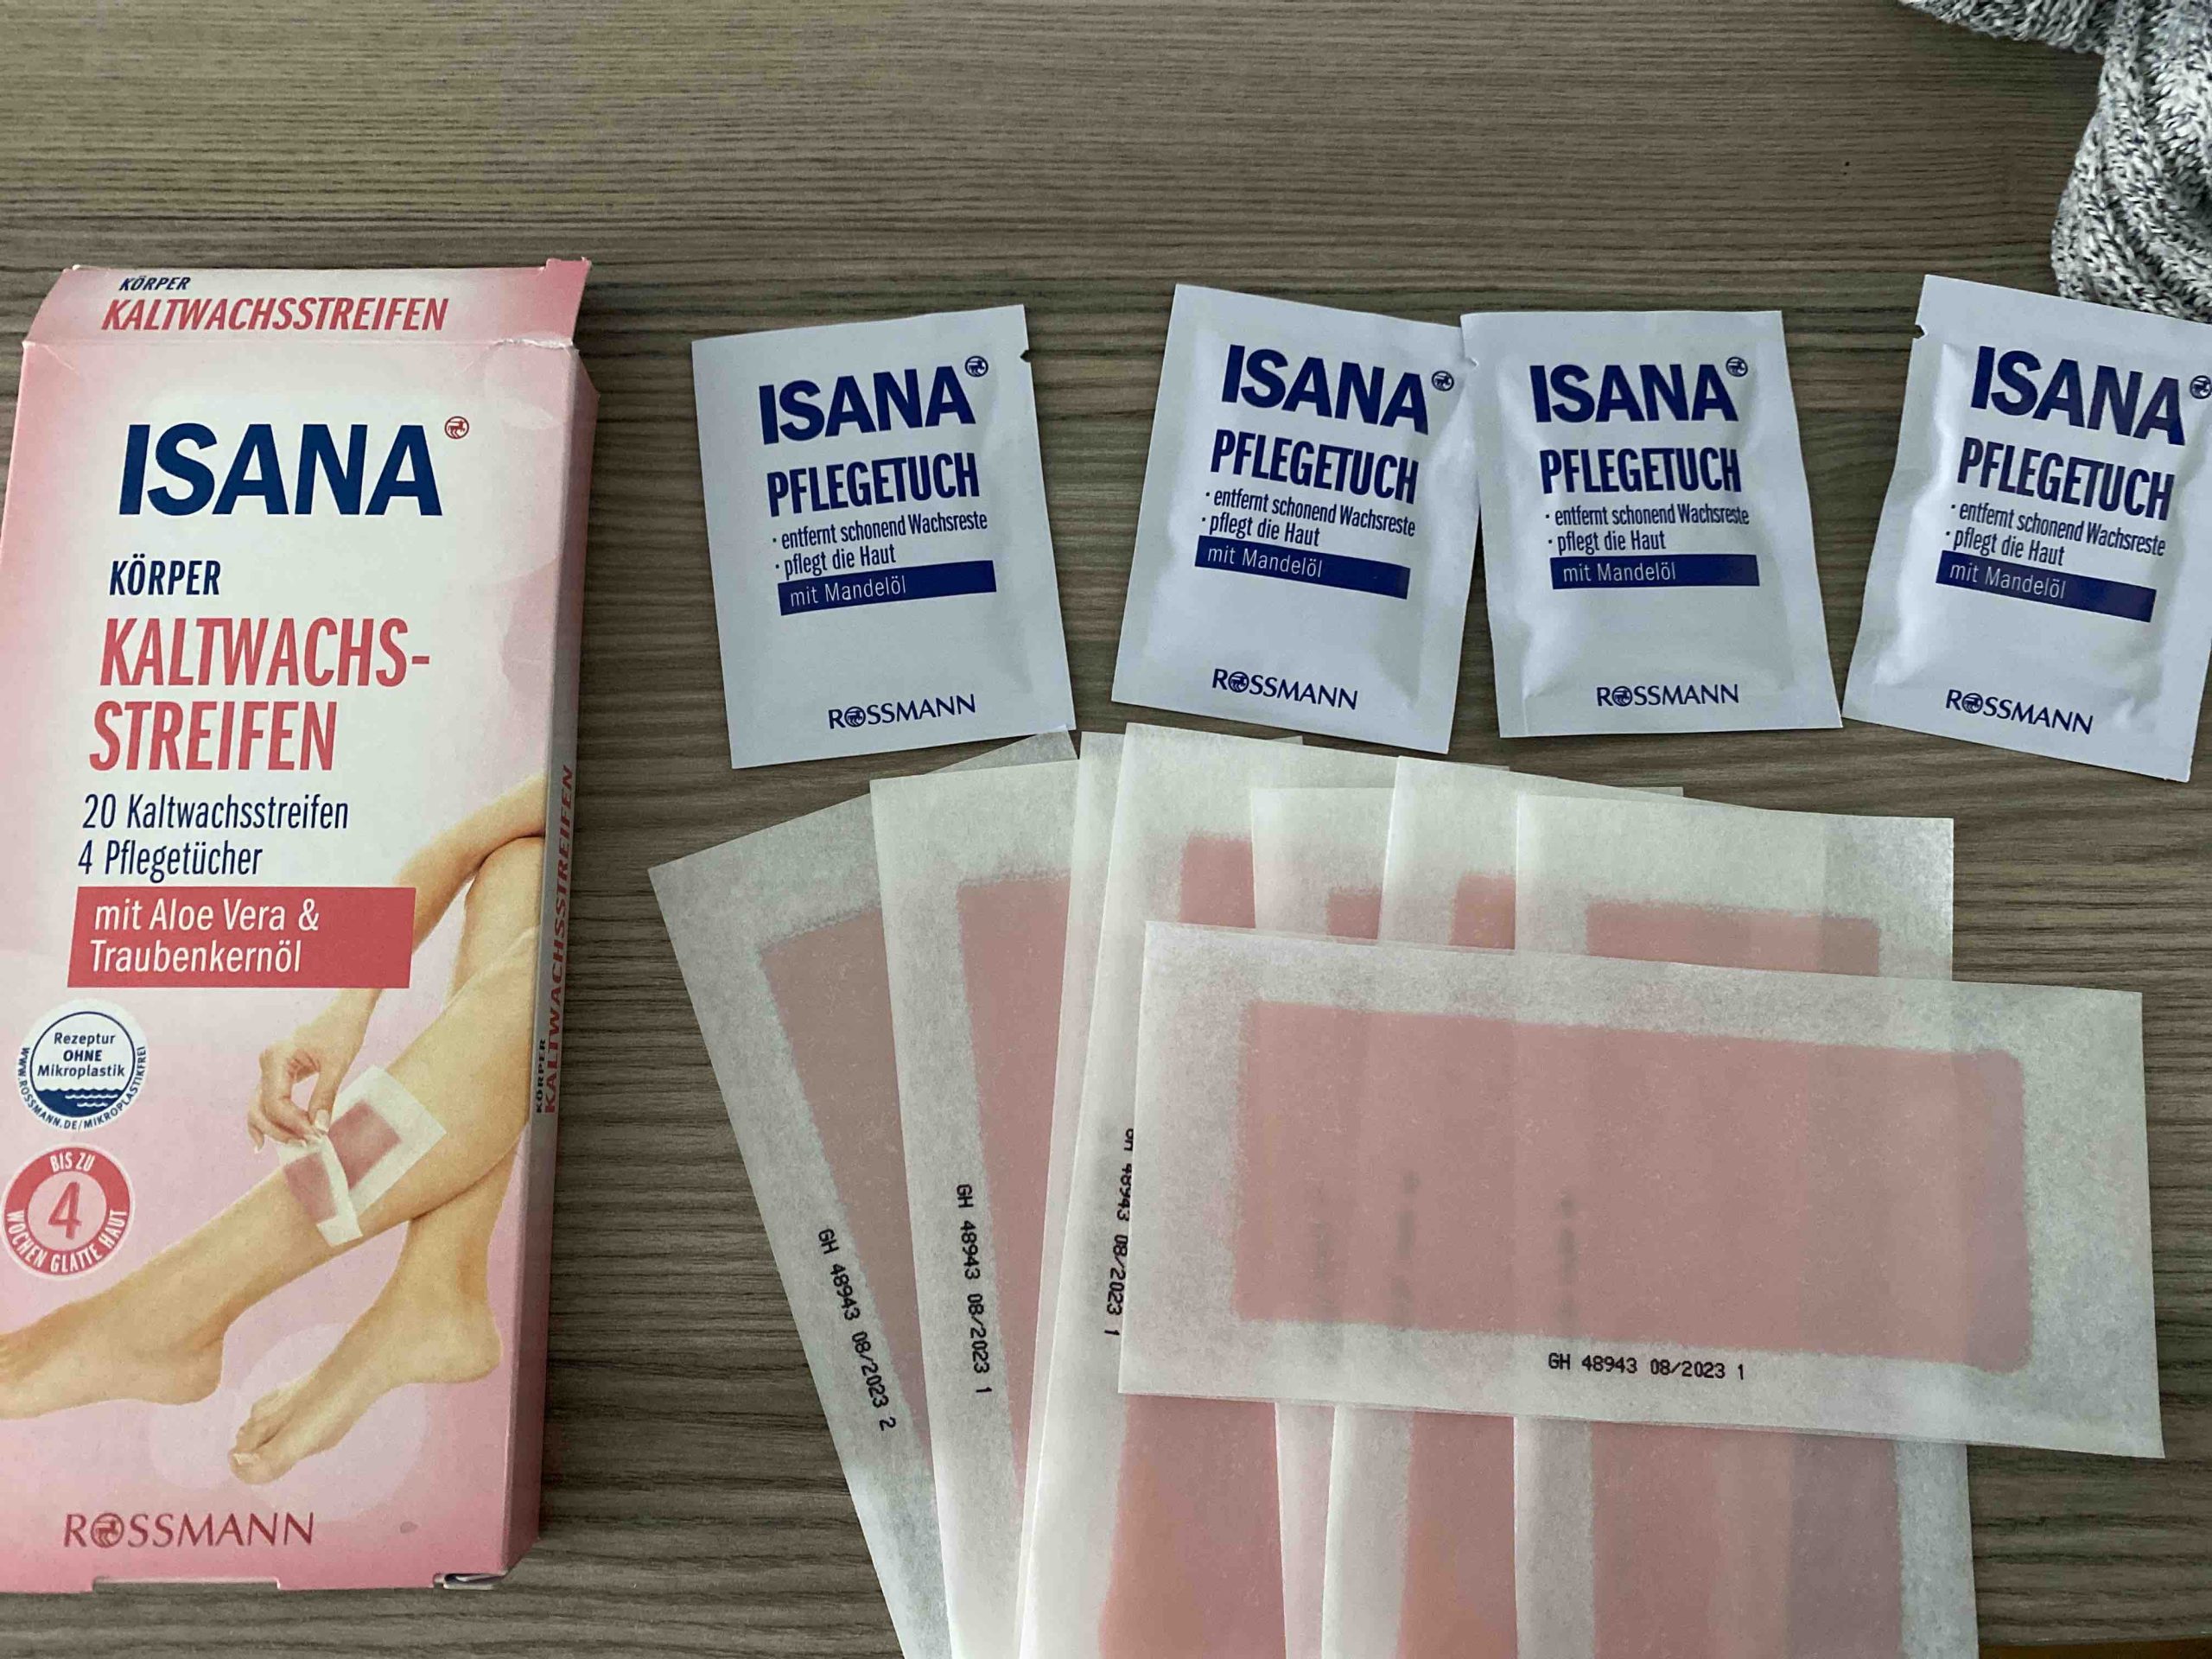 KÖRPER
KALTWACHSSTREIFEN
ISANA
KÖRPER
KALTWACHS-
STREIFEN
20 Kaltwachsstreifen
4 Pflegetücher
mit Aloe Vera &
Traubenkernöl
Rezeptur
OHNE
Mikroplastik
WWW.ROSSMANN.DE/MIKROPLASTIKFREI
BIS ZU
4
WOCHEN GLATTE HAUT
ROSSMANN
KÖRPER
KALTWACHSSTREIFEN
ISANA
PFLEGETUCH
· entfernt schonend Wachsreste
· pflegt die Haut
mit Mandelöl
ROSSMANN
ISANA
PFLEGETUCH
· entfernt schonend Wachsreste
· pflegt die Haut
mit Mandelöl
ROSSMANN
ISANA
PFLEGETUCH
· entfernt schonend Wachsreste
· pflegt die Haut
mit Mandelöl
ROSSMANN
ISANA
PFLEGETUCH
· entfernt schonend Wachsreste
· pflegt die Haut
mit Mandelöl
ROSSMANN
GH 48943 08/2023 2
GH 48943 08/2023 1
GH 48943 08/2023 1
GH 48943 08/2023 1